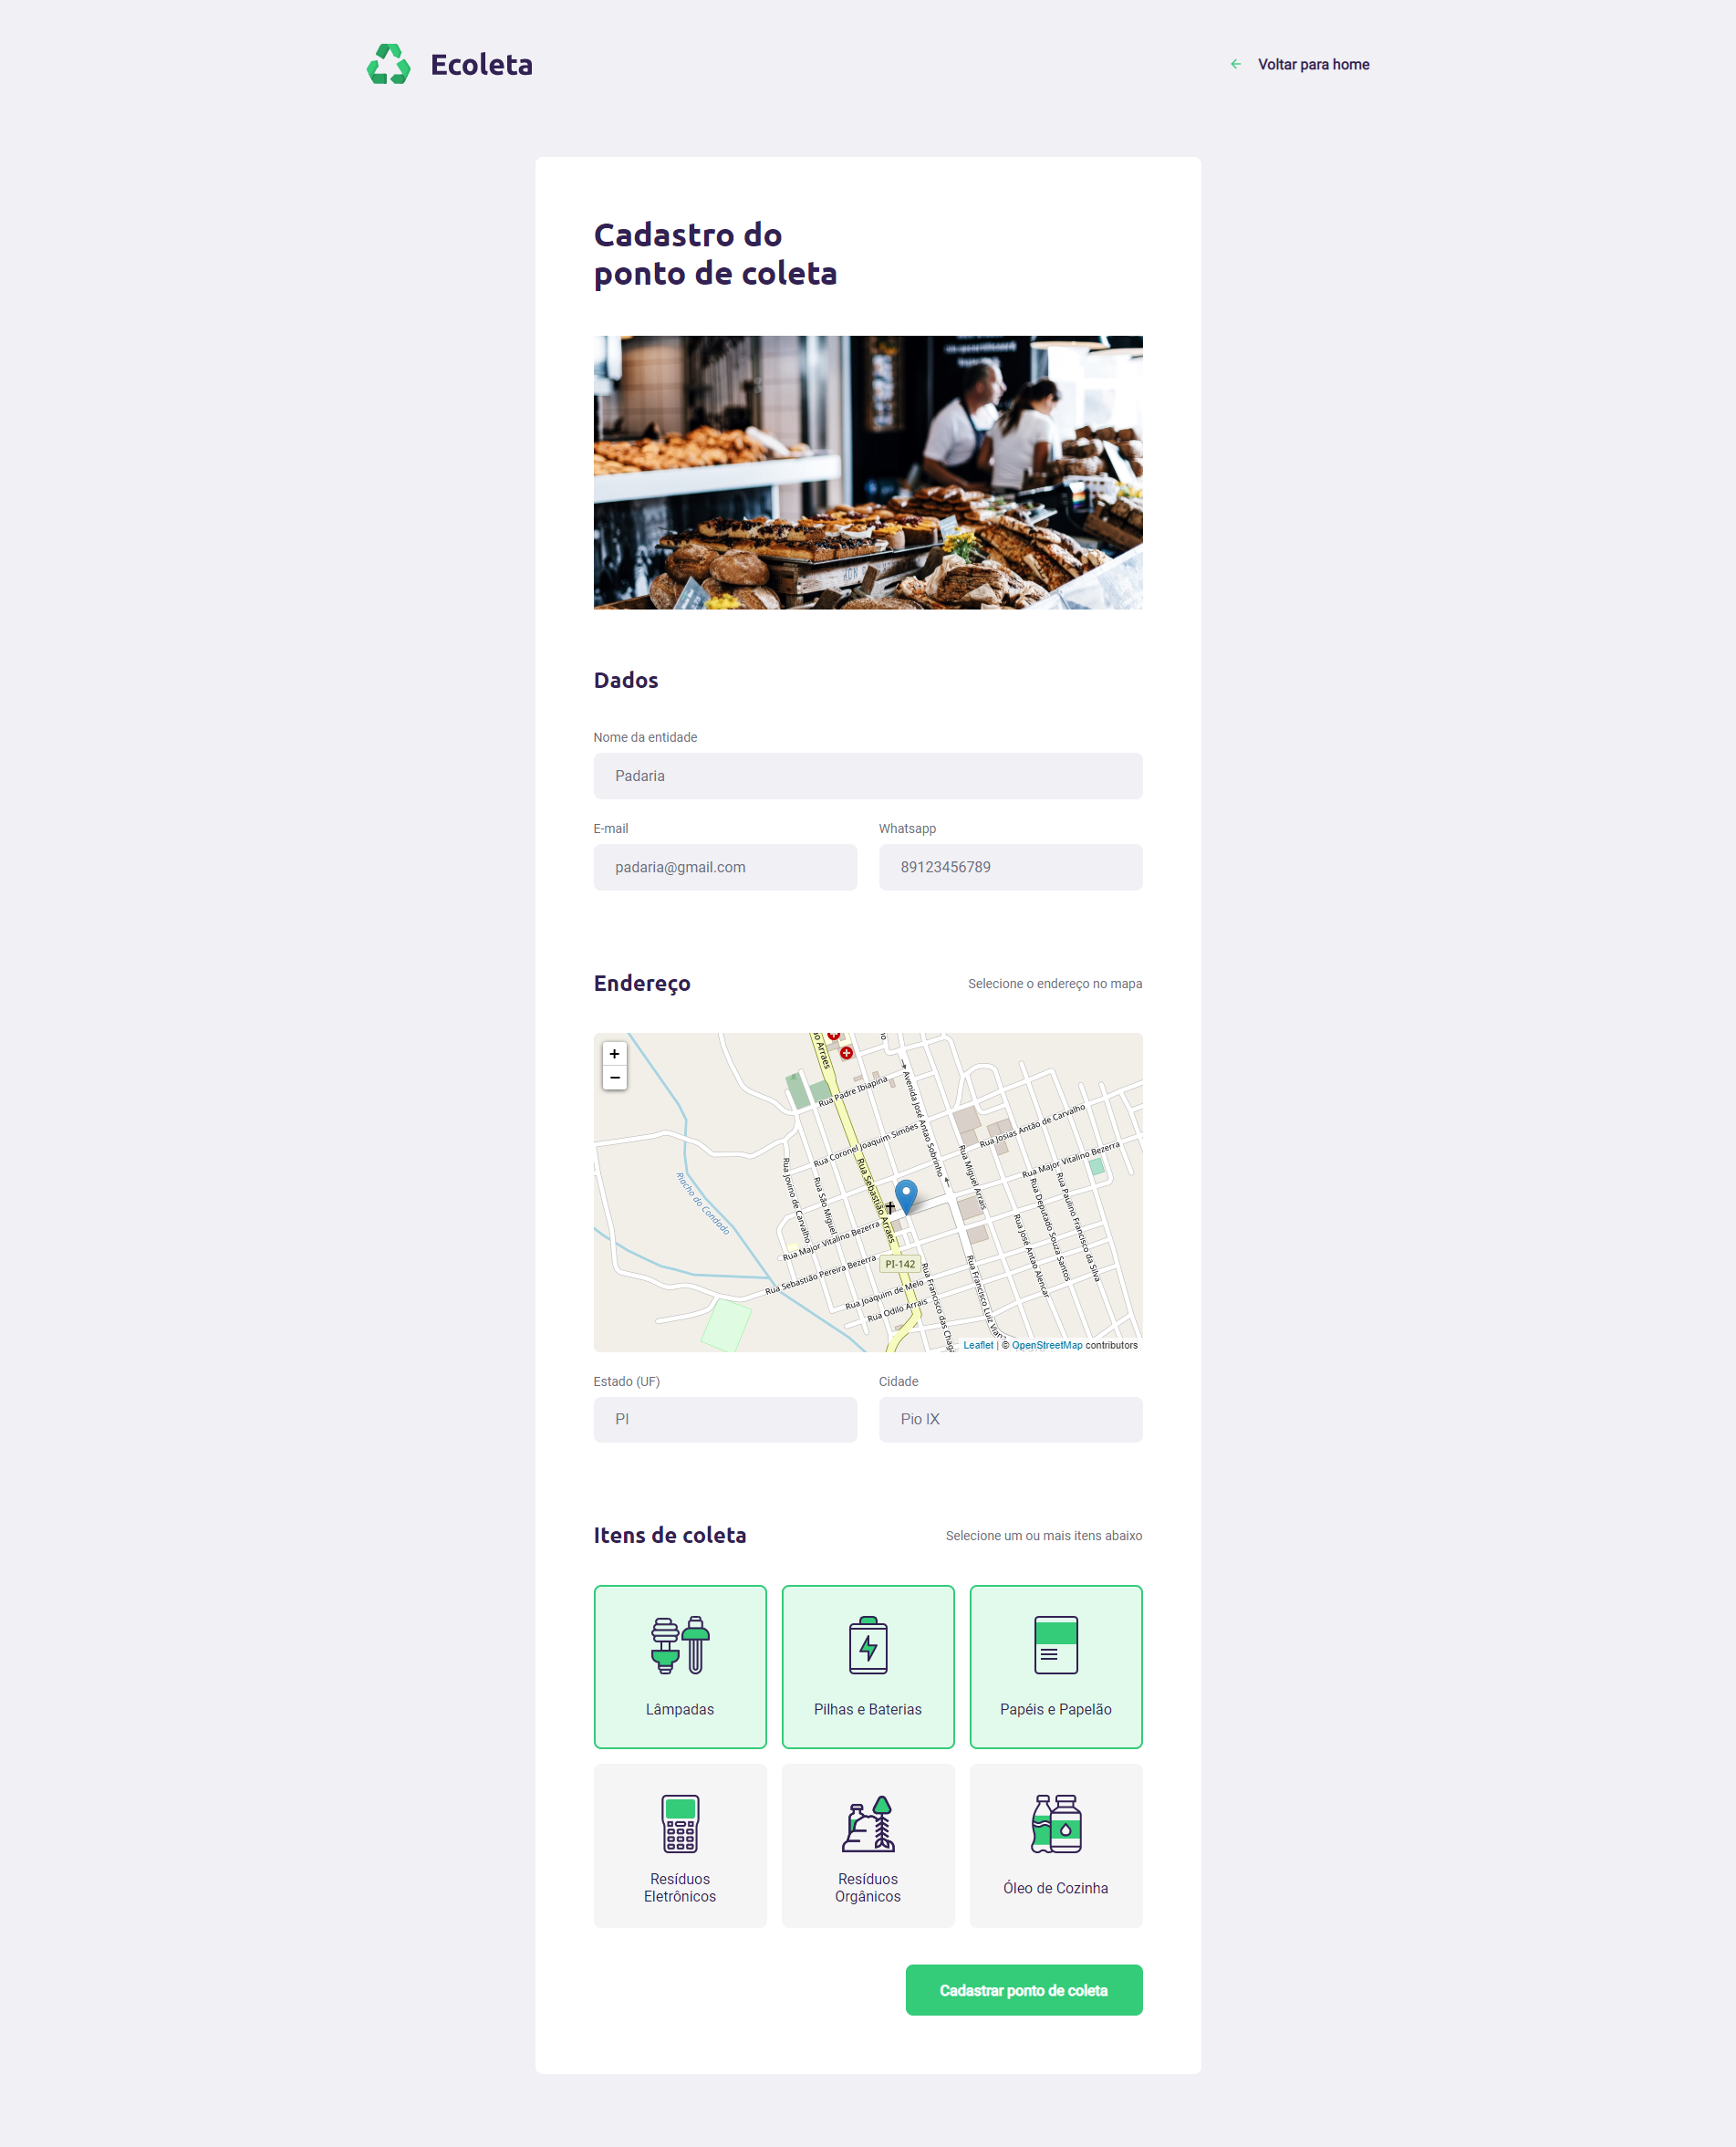 Ecoleta
Voltar para home
Cadastro do
ponto de coleta
Dados
Nome da entidade
Padaria
E-mail
Whatsapp
padaria@gmail.com
89123456789
Endereço
Selecione o endereço no mapa
+
−
Rua Padre Ibiapina
Avenida José Antao Sobrinho
Rua Coronel Joaquim Simões
Rua Josias Antão de Carvalho
Rua Major Vitalino Bezerra
Rua Miguel Arrais
Rua Jovino de Carvalho
Rua São Miguel
Rua Sebastião Arraes
Riacho do Condado
Rua Deputado Souza Santos
Rua Paulino Francisco da Silva
Rua Major Vitalino Bezerra
Rua José Antao Alencar
Rua Sebastião Pereira Bezerra
PI-142
Rua Joaquim de Melo
Rua Odilo Arrais
Rua Francisco das
Rua Francisco Luiz
Leaflet | © OpenStreetMap contributors
Estado (UF)
Cidade
PI
Pio IX
Itens de coleta
Selecione um ou mais itens abaixo
Lâmpadas
Pilhas e Baterias
Papéis e Papelão
Resíduos
Eletrônicos
Resíduos
Orgânicos
Óleo de Cozinha
Cadastrar ponto de coleta